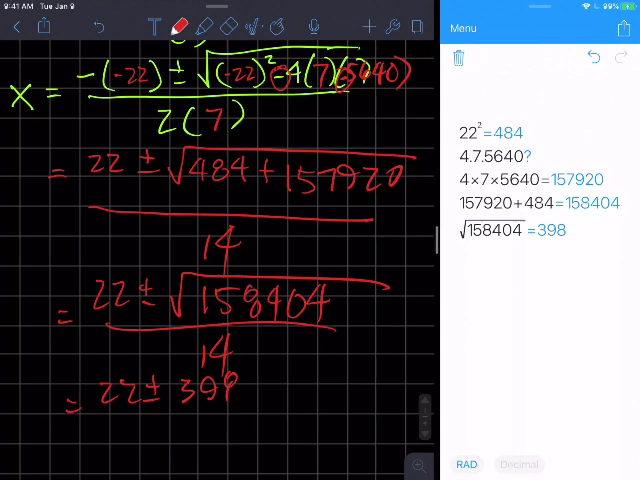 9:41 AM Tue Jan 9
99%
Menu
x = -(-22) ± √(-22)² - 4(7)(-5640)
2(7)
= 22 ± √484 + 157920
14
= 22 ± √158404
14
= 22 ± 398
22²=484
4.7.5640?
4×7×5640=157920
157920+484=158404
√158404=398
RAD
Decimal